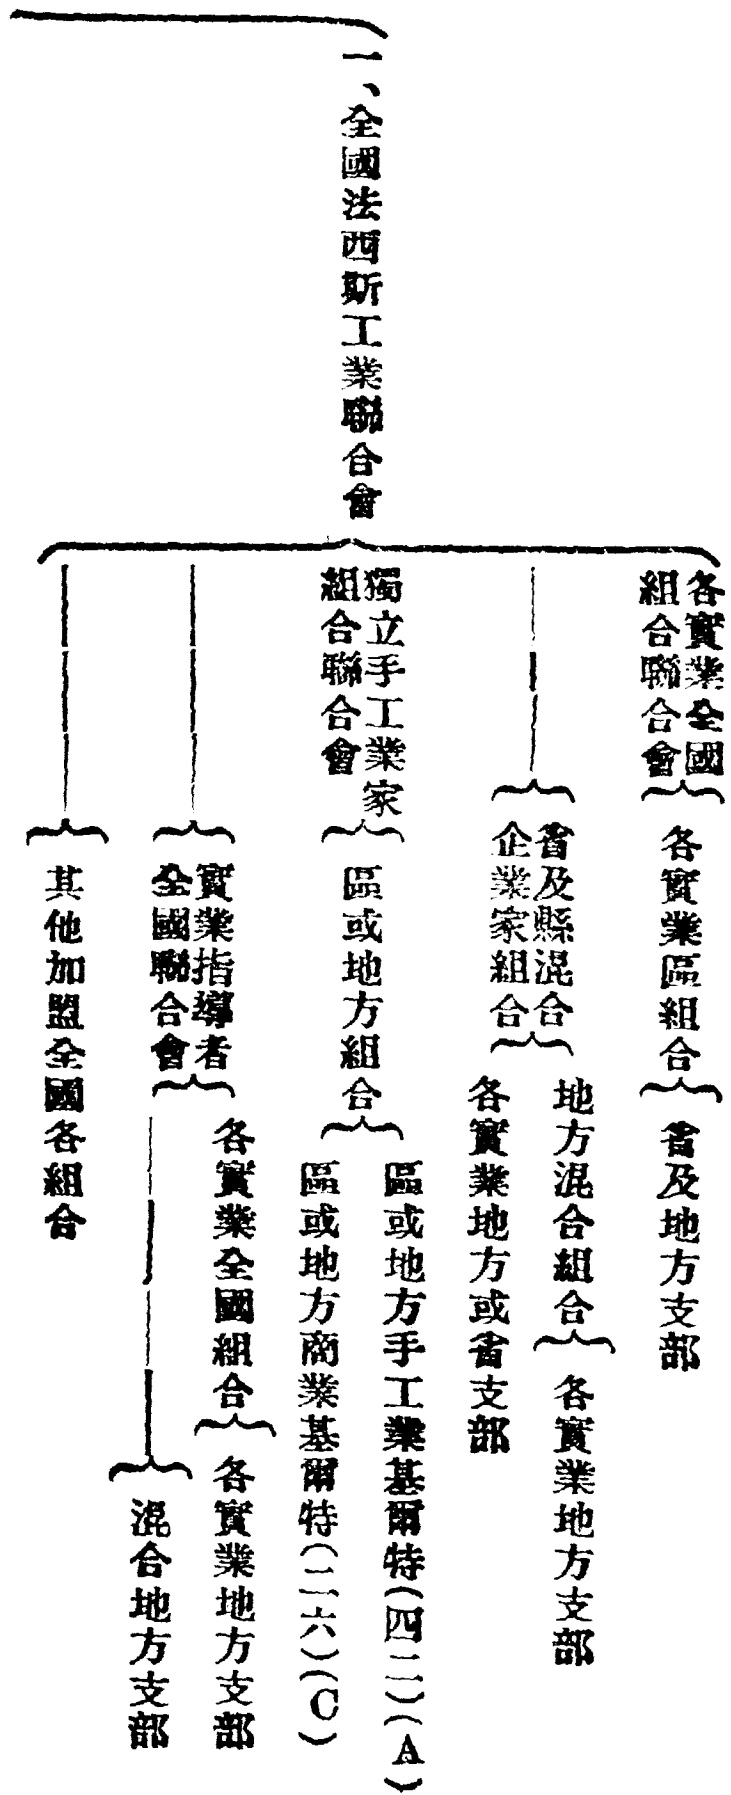 一、全國法西斯工業聯合會
各實業全國
組合聯合會
各實業區組合
省及地方支部
省及縣混合
企業家組合
地方混合組合
各實業地方支部
各實業地方或省支部
獨立手工業家
組合聯合會
區或地方組合
區或地方手工業基爾特(四二)(A)
區或地方商業基爾特(二六)(C)
實業指導者
全國聯合會
各實業全國組合
各實業地方支部
混合地方支部
其他加盟全國各組合